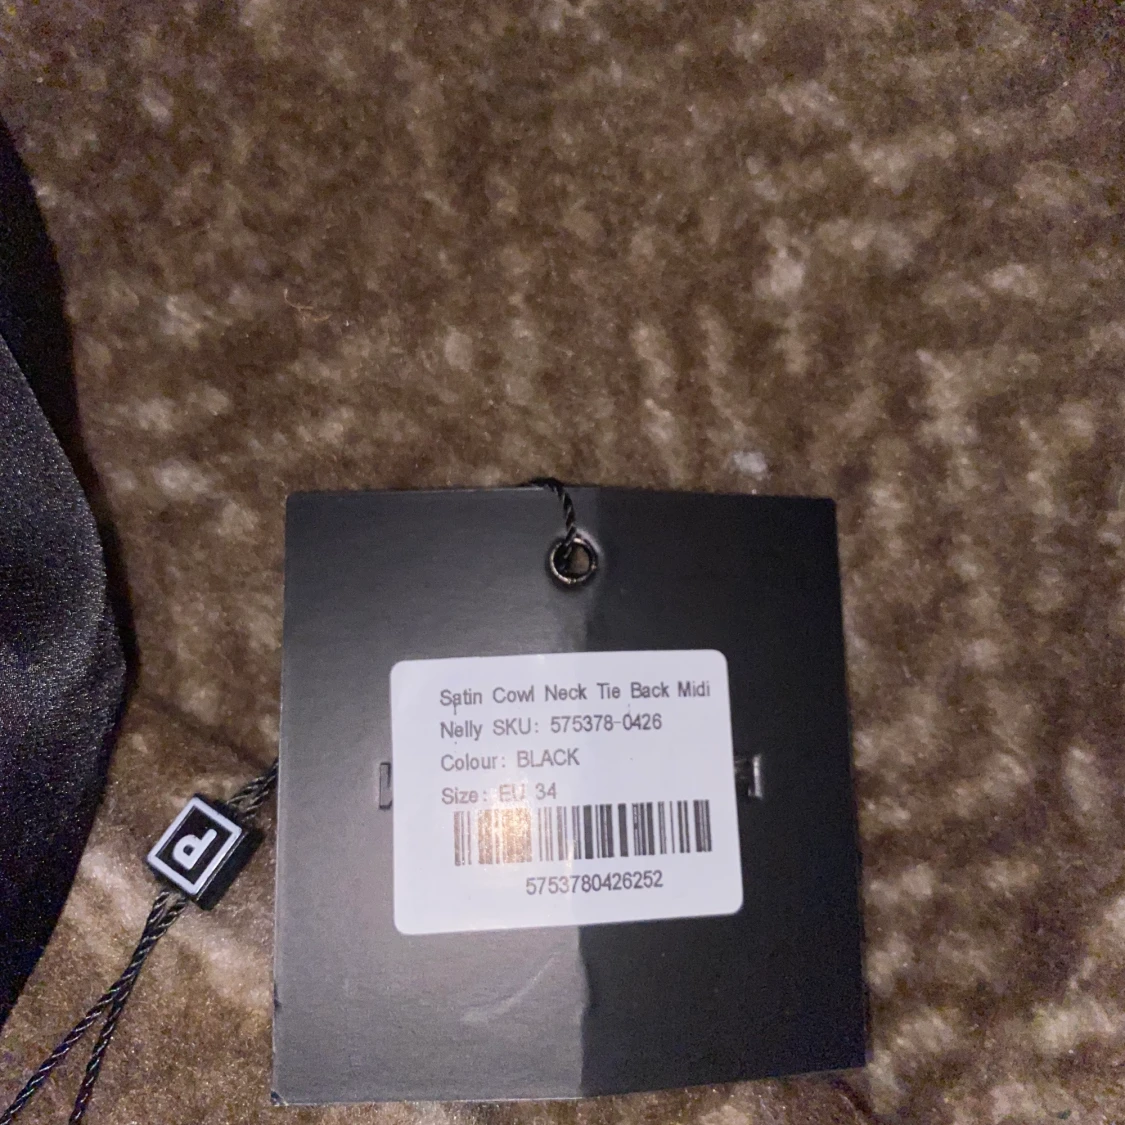 Satin Cowl Neck Tie Back Midi
Nelly SKU: 575378-0426
Colour: BLACK
Size: EU 34
5753780426252
P